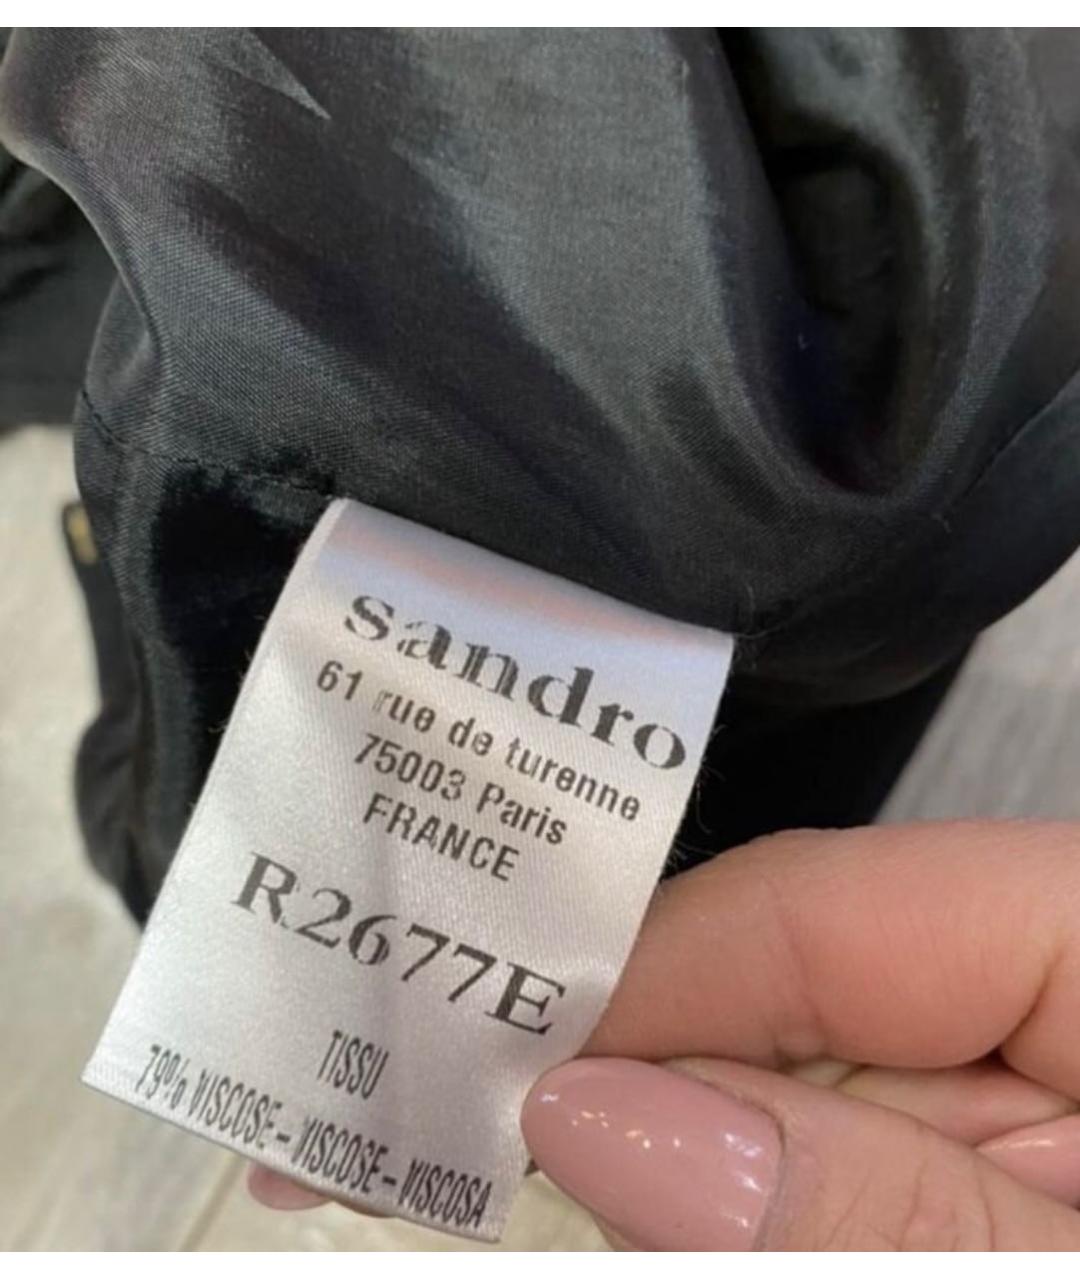 sandro
61 rue de turenne
75003 Paris
FRANCE
R2677E
TISSU
79% VISCOSE - VISCOSE - VISCOSA